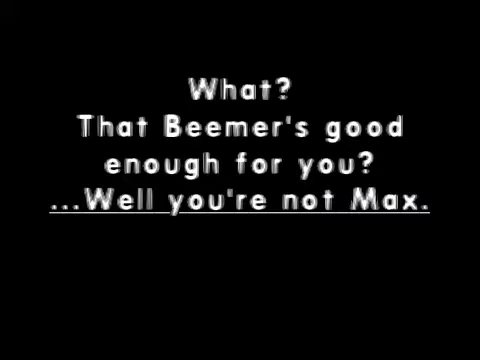 What?
That Beemer's good
enough for you?
...Well you're not Max.